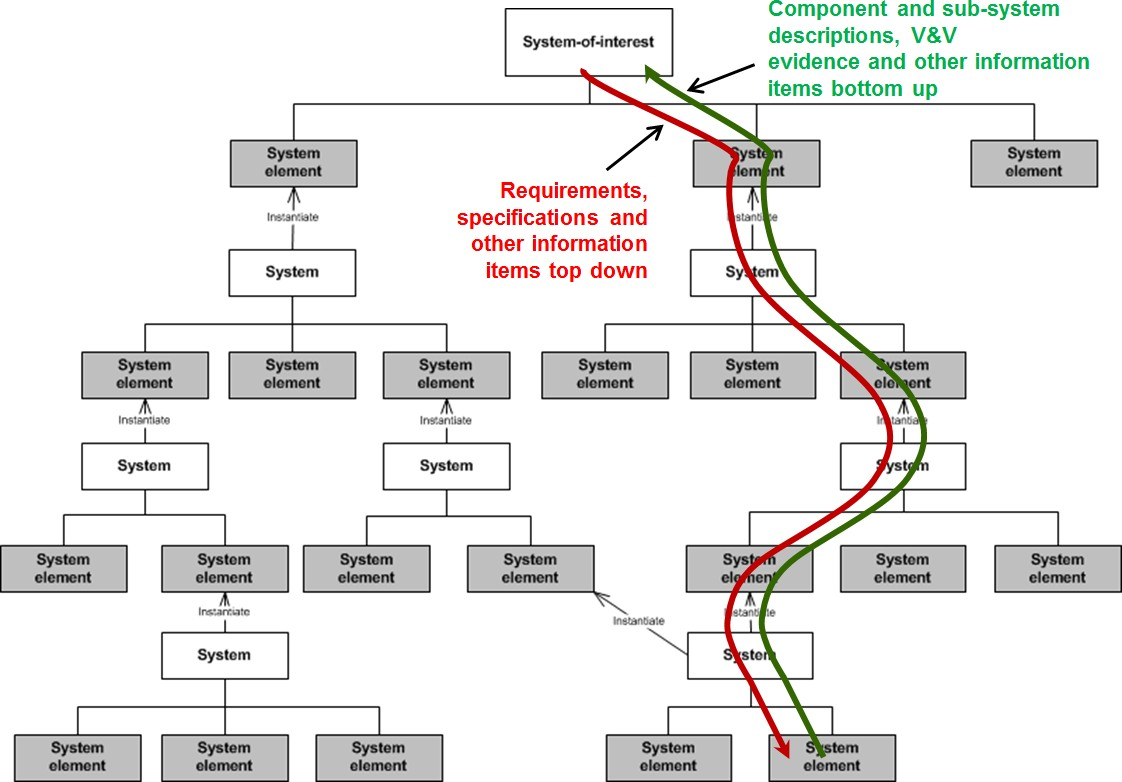 System-of-interest
Component and sub-system
descriptions, V&V
evidence and other information
items bottom up
System
element
System
element
System
element
Requirements,
specifications and
other information
items top down
Instantiate
Instantiate
System
System
System
element
System
element
System
element
System
element
System
element
System
element
Instantiate
Instantiate
Instantiate
System
System
System
System
element
System
element
System
element
System
element
System
element
System
element
System
element
Instantiate
Instantiate
Instantiate
System
System
System
element
System
element
System
element
System
element
System
element